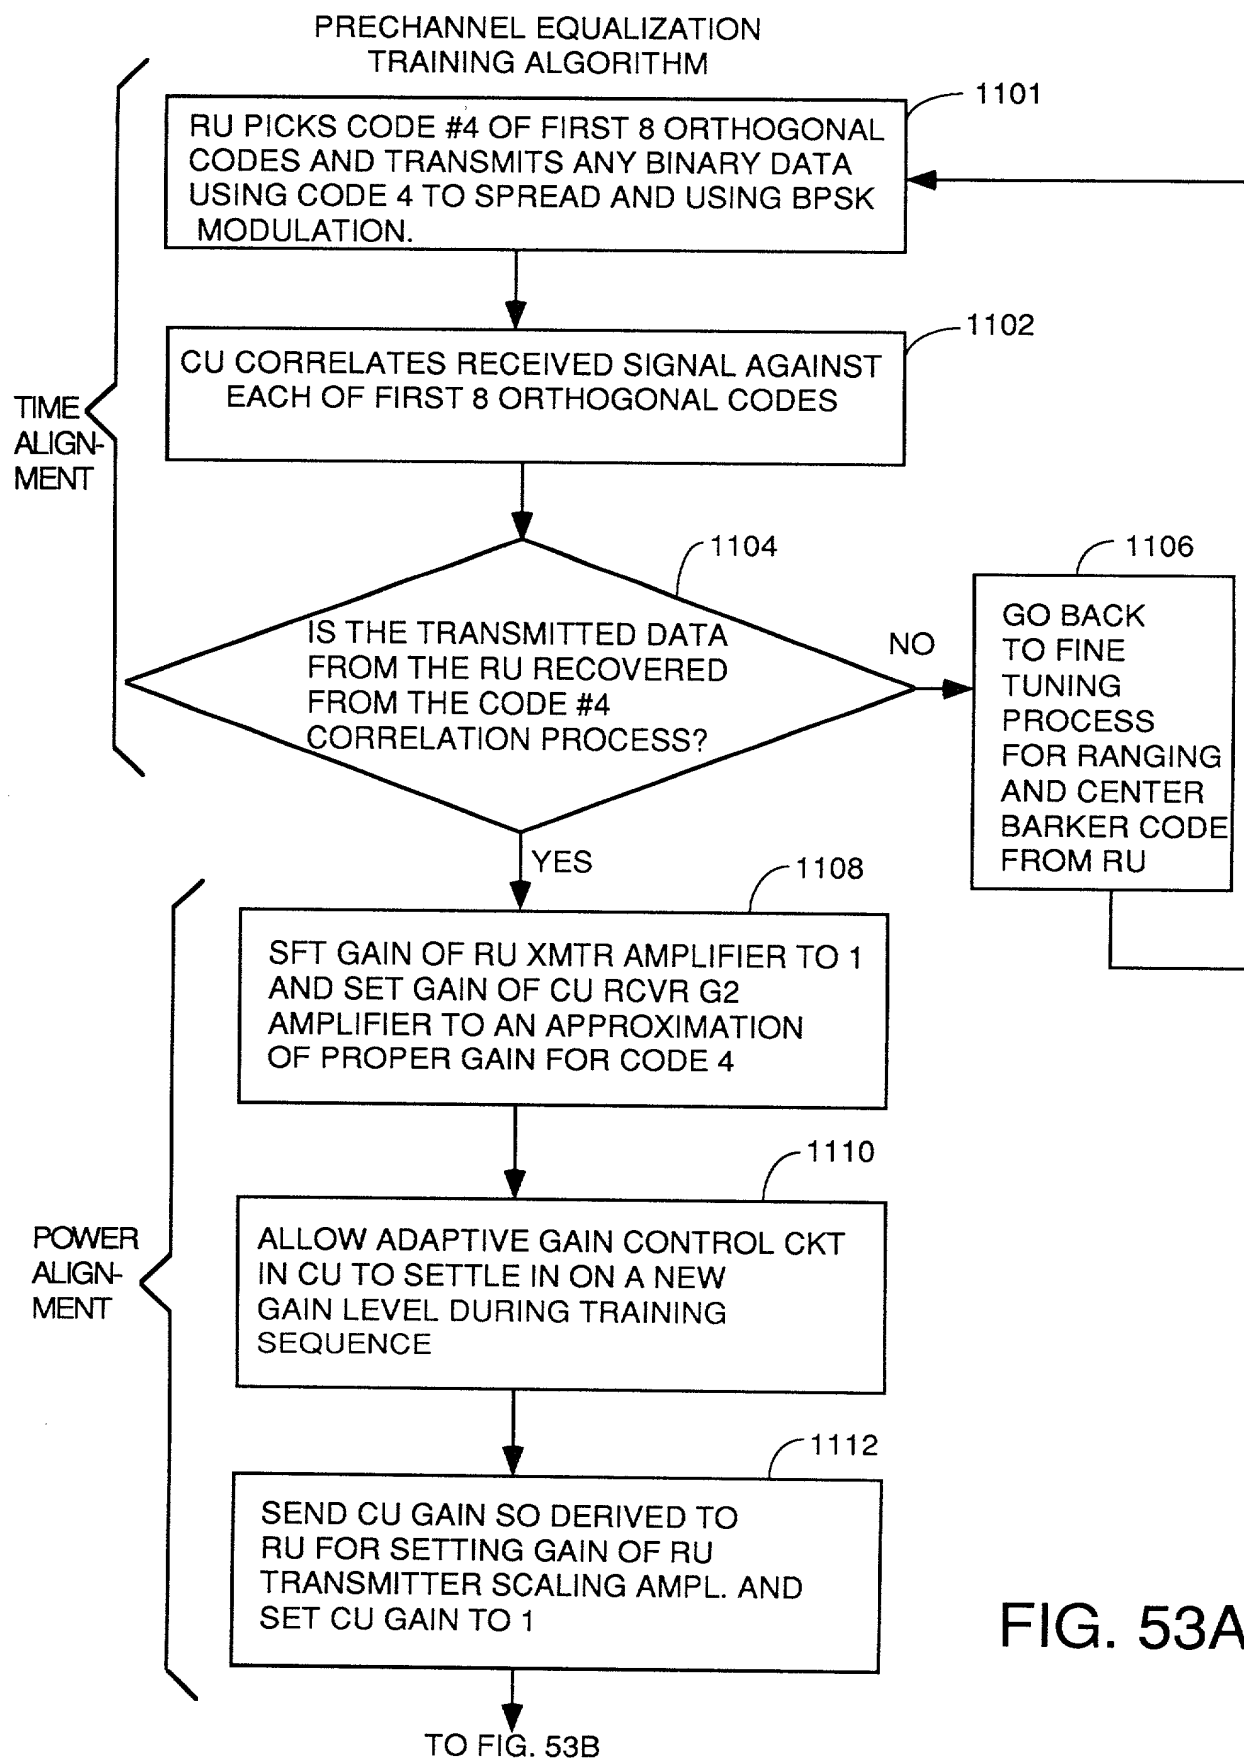 PRECHANNEL EQUALIZATION
TRAINING ALGORITHM
1101
RU PICKS CODE #4 OF FIRST 8 ORTHOGONAL
CODES AND TRANSMITS ANY BINARY DATA
USING CODE 4 TO SPREAD AND USING BPSK
MODULATION.
1102
CU CORRELATES RECEIVED SIGNAL AGAINST
EACH OF FIRST 8 ORTHOGONAL CODES
TIME
ALIGN-
MENT
1104
IS THE TRANSMITTED DATA
FROM THE RU RECOVERED
FROM THE CODE #4
CORRELATION PROCESS?
NO
1106
GO BACK
TO FINE
TUNING
PROCESS
FOR RANGING
AND CENTER
BARKER CODE
FROM RU
YES
1108
SFT GAIN OF RU XMTR AMPLIFIER TO 1
AND SET GAIN OF CU RCVR G2
AMPLIFIER TO AN APPROXIMATION
OF PROPER GAIN FOR CODE 4
1110
ALLOW ADAPTIVE GAIN CONTROL CKT
IN CU TO SETTLE IN ON A NEW
GAIN LEVEL DURING TRAINING
SEQUENCE
POWER
ALIGN-
MENT
1112
SEND CU GAIN SO DERIVED TO
RU FOR SETTING GAIN OF RU
TRANSMITTER SCALING AMPL. AND
SET CU GAIN TO 1
FIG. 53A
TO FIG. 53B